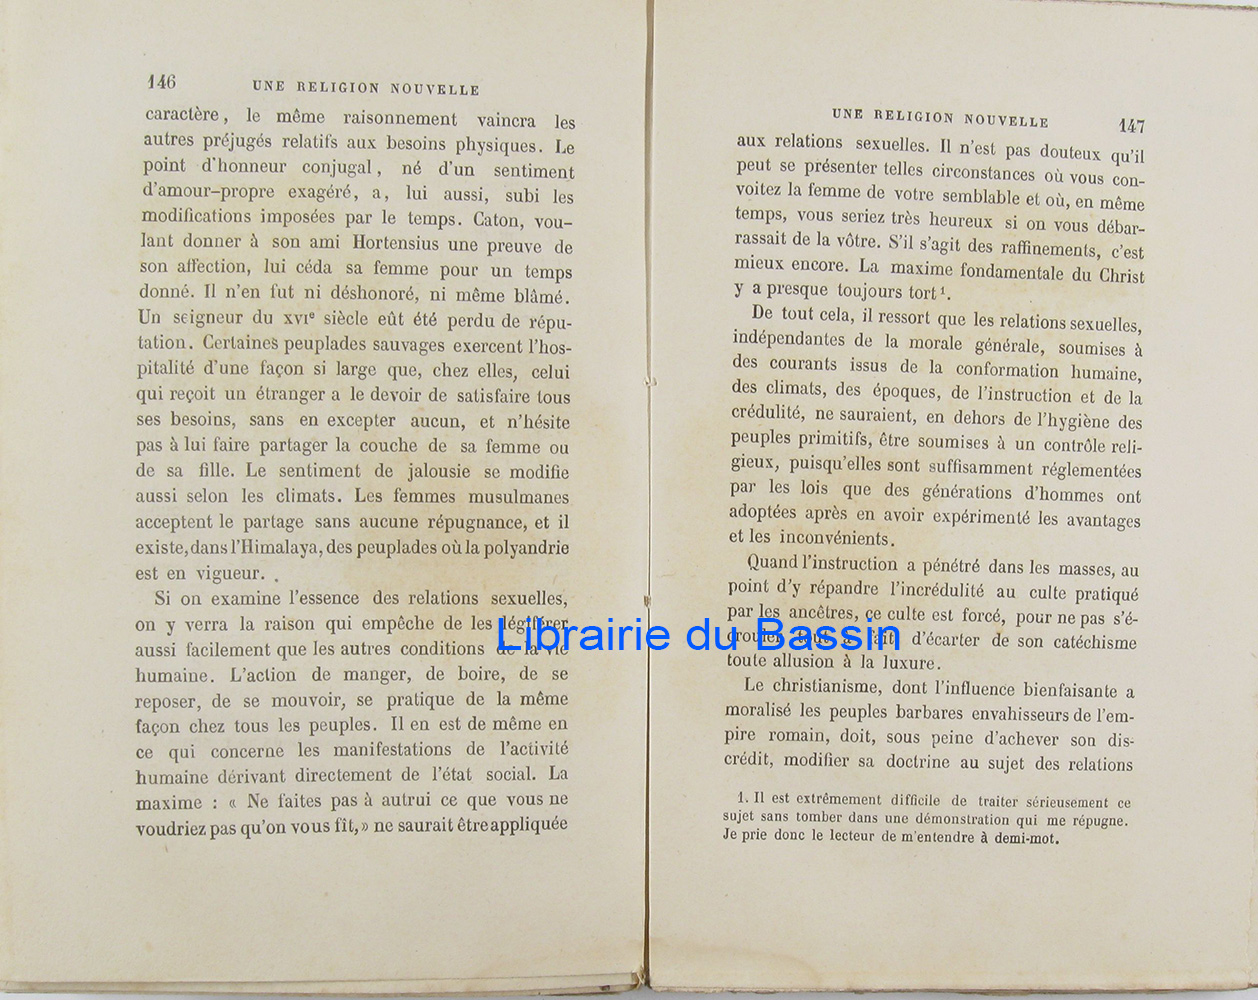 146 UNE RELIGION NOUVELLE
caractère, le même raisonnement vaincra les
autres préjugés relatifs aux besoins physiques. Le
point d'honneur conjugal, né d'un sentiment
d'amour-propre exagéré, a, lui aussi, subi les
modifications imposées par le temps. Caton, vou-
lant donner à son ami Hortensius une preuve de
son affection, lui céda sa femme pour un temps
donné. Il n'en fut ni déshonoré, ni même blâmé.
Un seigneur du XVIe siècle eût été perdu de répu-
tation. Certaines peuplades sauvages exercent l'hos-
pitalité d'une façon si large que, chez elles, celui
qui reçoit un étranger a le devoir de satisfaire tous
ses besoins, sans en excepter aucun, et n'hésite
pas à lui faire partager la couche de sa femme ou
de sa fille. Le sentiment de jalousie se modifie
aussi selon les climats. Les femmes musulmanes
acceptent le partage sans aucune répugnance, et il
existe, dans l'Himalaya, des peuplades où la polyandrie
est en vigueur.
Si on examine l'essence des relations sexuelles,
on y verra la raison qui empêche de les légiférer
aussi facilement que les autres conditions de la vie
humaine. L'action de manger, de boire, de se
reposer, de se mouvoir, se pratique de la même
façon chez tous les peuples. Il en est de même en
ce qui concerne les manifestations de l'activité
humaine dérivant directement de l'état social. La
maxime : « Ne faites pas à autrui ce que vous ne
voudriez pas qu'on vous fît, » ne saurait être appliquée
UNE RELIGION NOUVELLE 147
aux relations sexuelles. Il n'est pas douteux qu'il
peut se présenter telles circonstances où vous con-
voitez la femme de votre semblable et où, en même
temps, vous seriez très heureux si on vous débar-
rassait de la vôtre. S'il s'agit des raffinements, c'est
mieux encore. La maxime fondamentale du Christ
y a presque toujours tort¹.
De tout cela, il ressort que les relations sexuelles,
indépendantes de la morale générale, soumises à
des courants issus de la conformation humaine,
des climats, des époques, de l'instruction et de la
crédulité, ne sauraient, en dehors de l'hygiène des
peuples primitifs, être soumises à un contrôle reli-
gieux, puisqu'elles sont suffisamment réglementées
par les lois que des générations d'hommes ont
adoptées après en avoir expérimenté les avantages
et les inconvénients.
Quand l'instruction a pénétré dans les masses, au
point d'y répandre l'incrédulité au culte pratiqué
par les ancêtres, ce culte est forcé, pour ne pas s'é-
crouler tout à fait, d'écarter de son catéchisme
toute allusion à la luxure.
Le christianisme, dont l'influence bienfaisante a
moralisé les peuples barbares envahisseurs de l'em-
pire romain, doit, sous peine d'achever son dis-
crédit, modifier sa doctrine au sujet des relations
1. Il est extrêmement difficile de traiter sérieusement ce
sujet sans tomber dans une démonstration qui me répugne.
Je prie donc le lecteur de m'entendre à demi-mot.
Librairie du Bassin